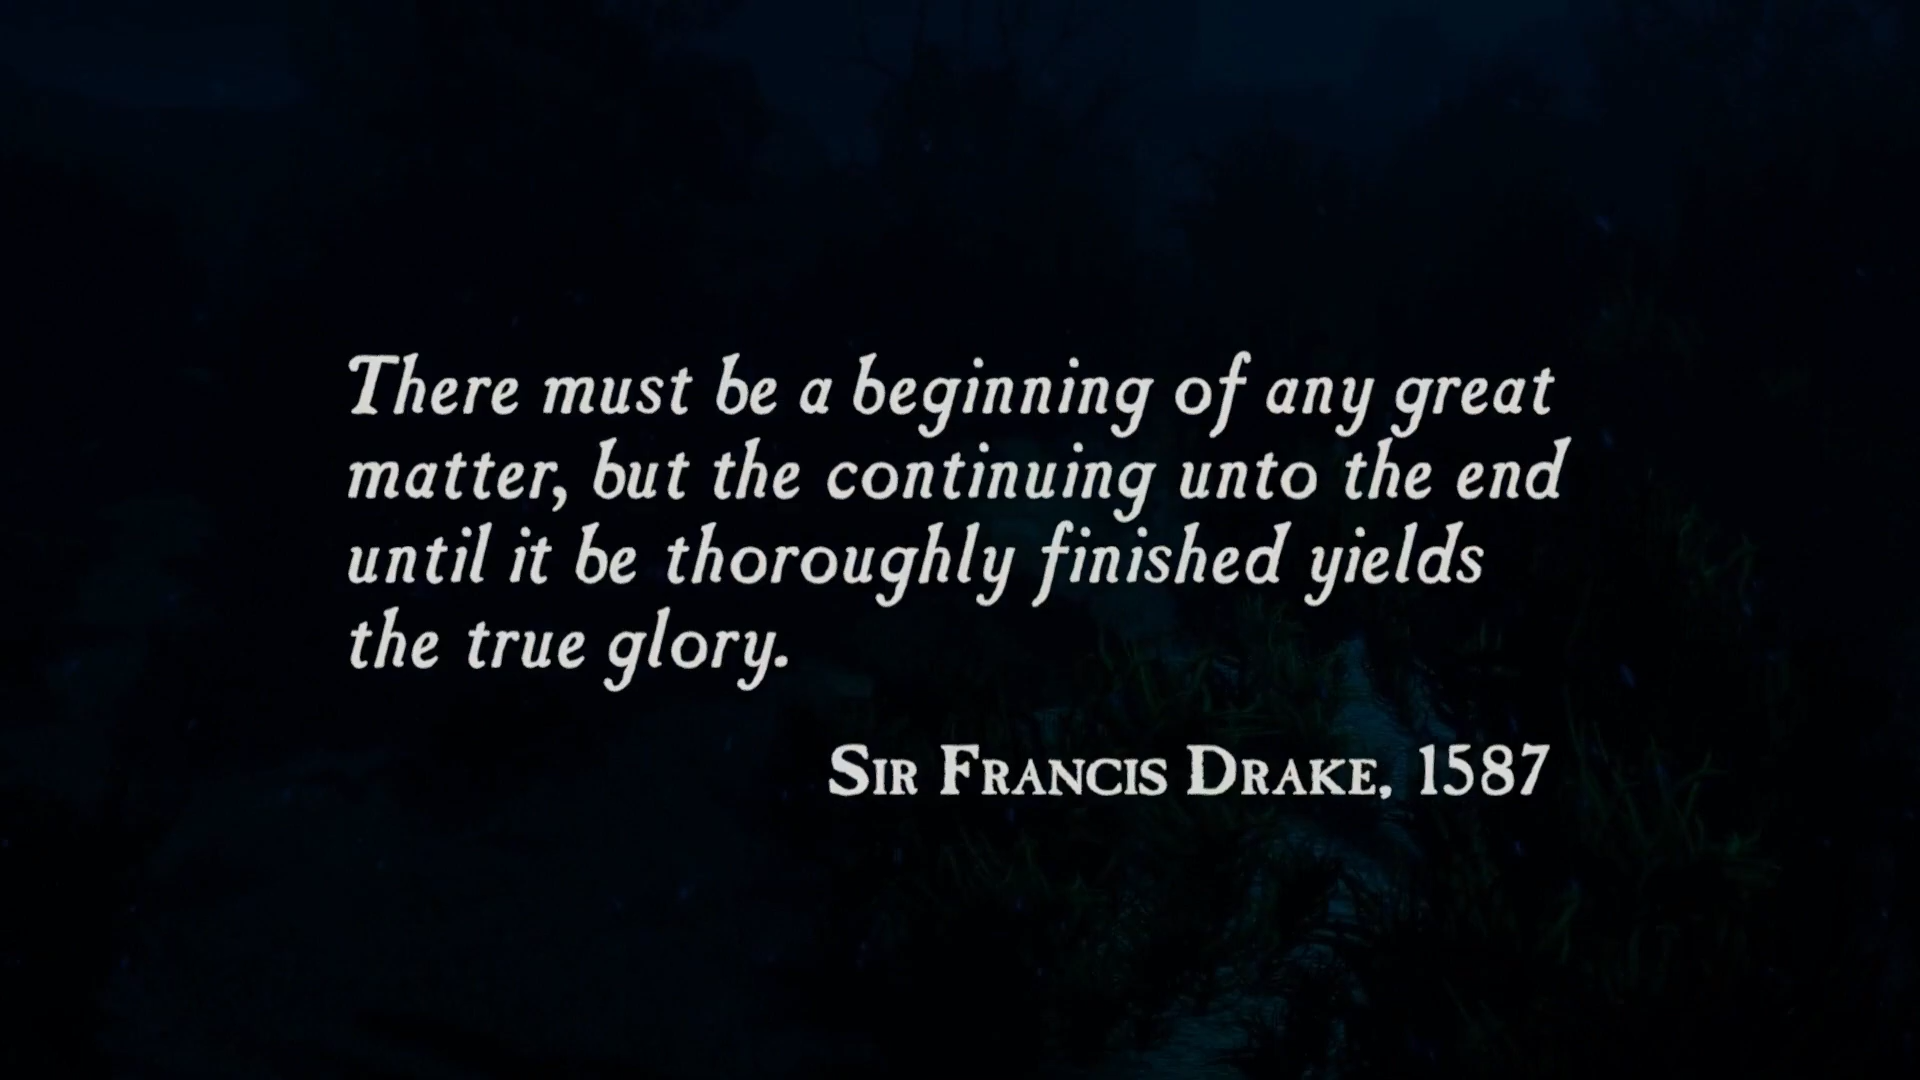 There must be a beginning of any great
matter, but the continuing unto the end
until it be thoroughly finished yields
the true glory.
SIR FRANCIS DRAKE, 1587